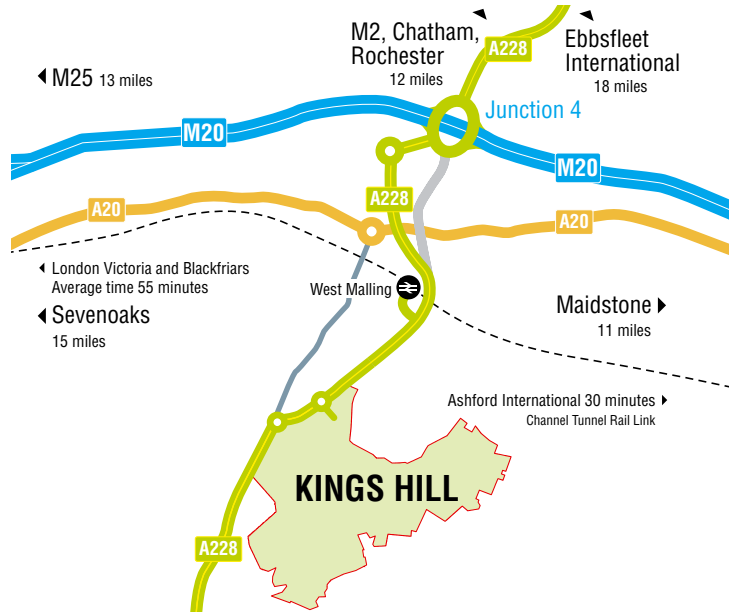 M2, Chatham,
Rochester
12 miles
A228
Ebbsfleet
International
18 miles
M25 13 miles
Junction 4
M20
M20
A228
A20
A20
London Victoria and Blackfriars
Average time 55 minutes
West Malling
Sevenoaks
15 miles
Maidstone
11 miles
Ashford International 30 minutes
Channel Tunnel Rail Link
KINGS HILL
A228